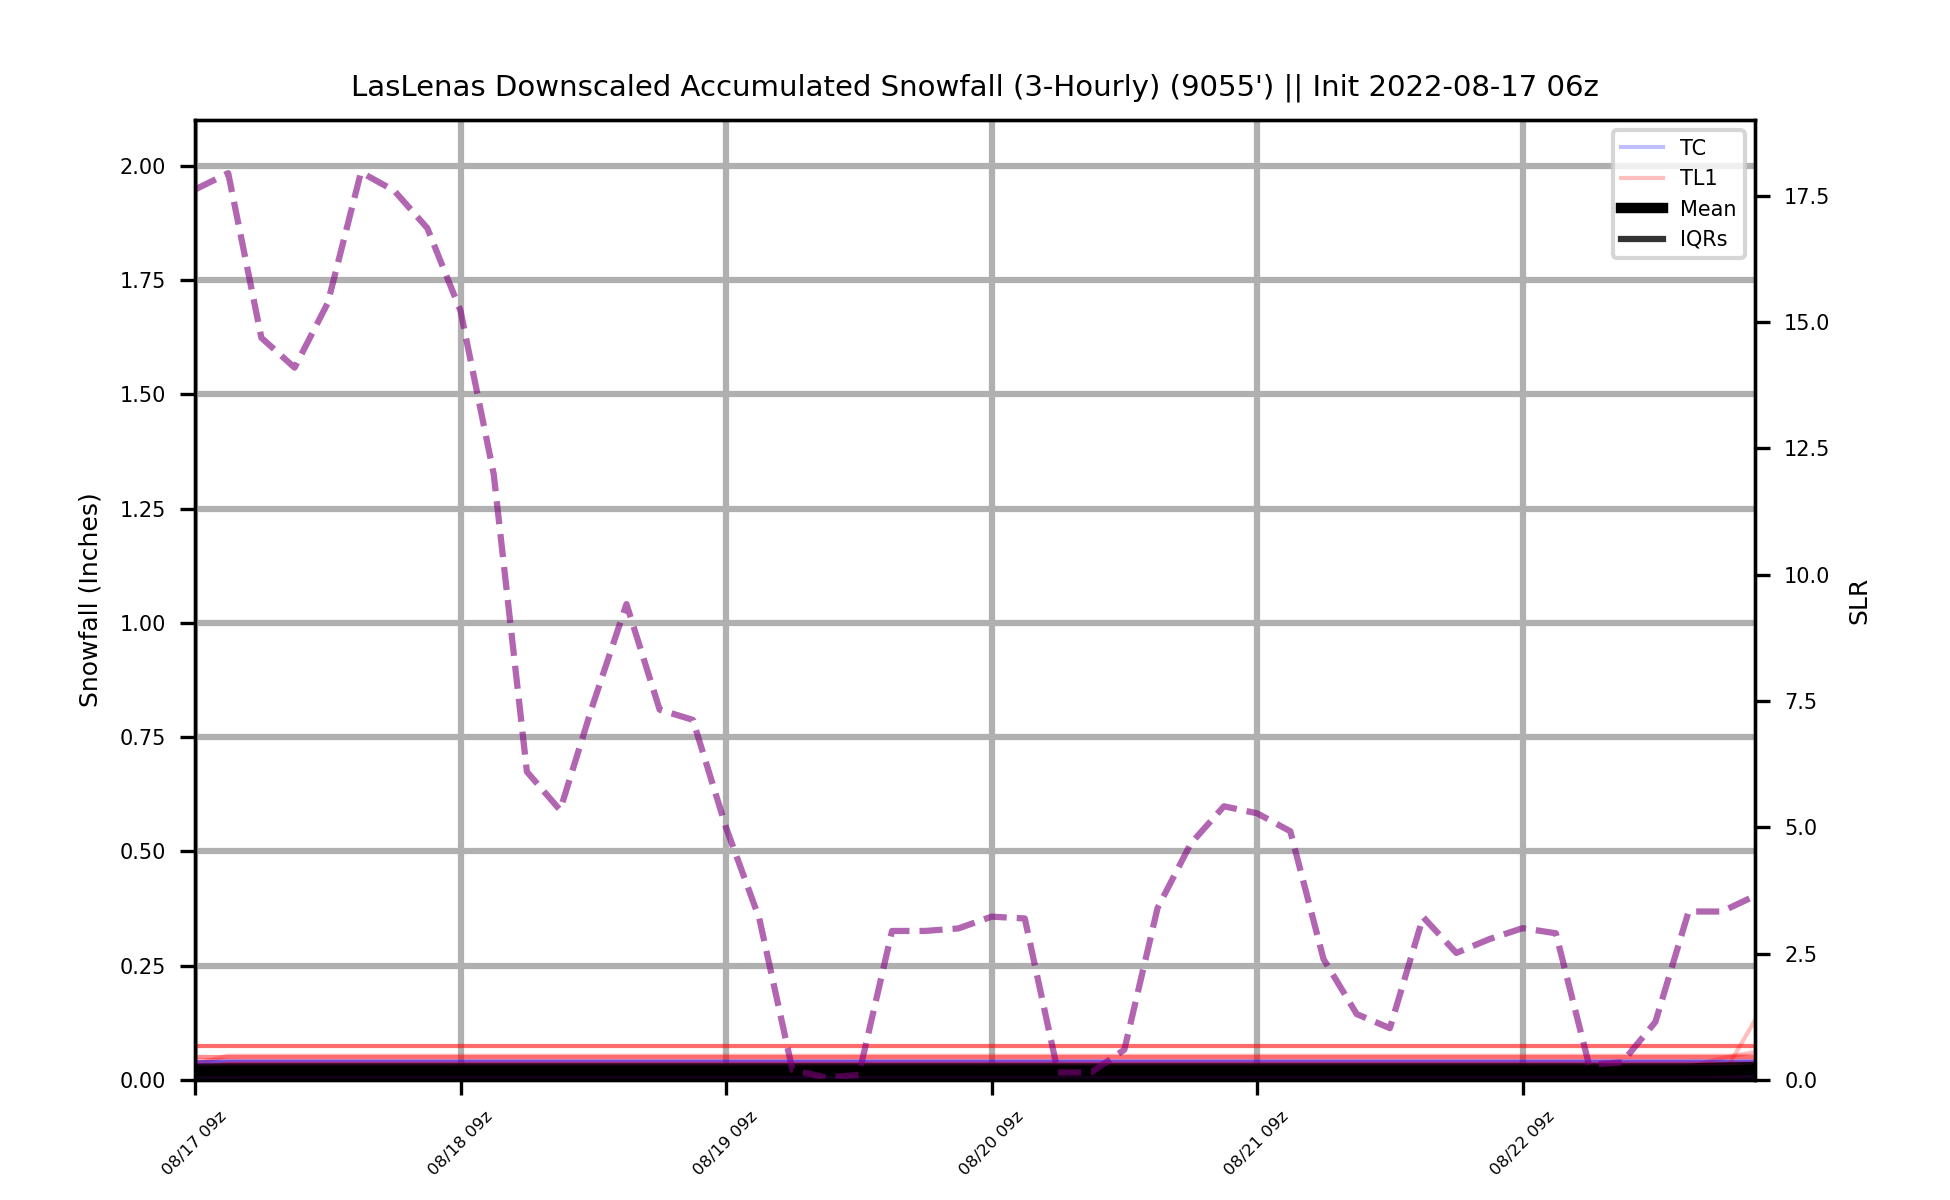 LasLenas Downscaled Accumulated Snowfall (3-Hourly) (9055') || Init 2022-08-17 06z
TC
TL1
Mean
IQRs
2.00
1.75
1.50
1.25
1.00
0.75
0.50
0.25
0.00
Snowfall (Inches)
17.5
15.0
12.5
10.0
7.5
5.0
2.5
0.0
SLR
08/17 09z
08/18 09z
08/19 09z
08/20 09z
08/21 09z
08/22 09z